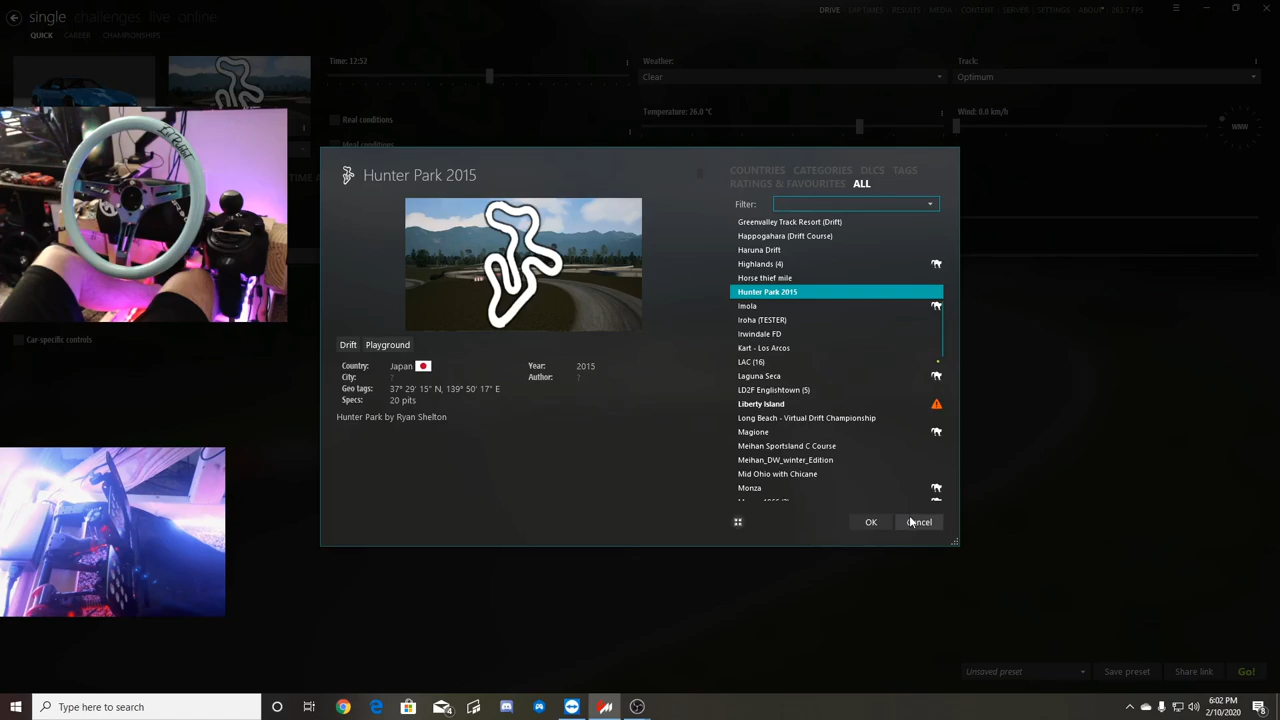 single challenges live online
DRIVE LAP TIMES RESULTS MEDIA CONTENT SERVER SETTINGS ABOUT
QUICK CAREER CHAMPIONSHIPS
Time: 12:52
Weather:
Track:
Clear
Optimum
Real conditions
Temperature: 26.0 °C
Wind: 0.0 km/h
WNW
Ideal conditions
Car-specific controls
Hunter Park 2015
Drift Playground
Country: Japan
Year: 2015
City: ?
Author: ?
Geo tags: 37° 29' 15" N, 139° 50' 17" E
Specs: 20 pits
Hunter Park by Ryan Shelton
COUNTRIES CATEGORIES DLCS TAGS
RATINGS & FAVOURITES ALL
Filter:
Greenvalley Track Resort (Drift)
Happogahara (Drift Course)
Haruna Drift
Highlands (4)
Horse thief mile
Hunter Park 2015
Imola
Iroha (TESTER)
Irwindale FD
Kart - Los Arcos
LAC (16)
Laguna Seca
LD2F Englishtown (5)
Liberty Island
Long Beach - Virtual Drift Championship
Magione
Meihan Sportsland C Course
Meihan_DW_winter_Edition
Mid Ohio with Chicane
Monza
OK Cancel
Unsaved preset
Save preset
Share link
Go!
Type here to search
6:02 PM
2/10/2020